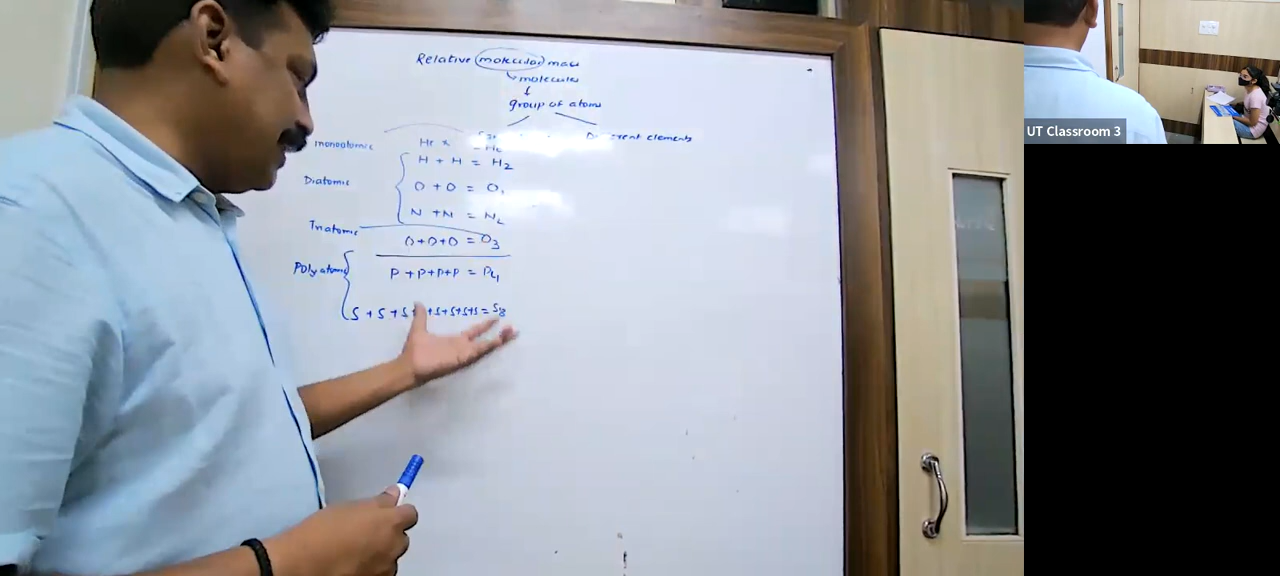 Relative molecular mass
molecules
group of atoms
Different elements
monoatomic
He
H + H = H2
Diatomic
O + O = O
N + N = N2
Triatomic
O+O+O = O3
Polyatomic
P + P + P + P = P4
S + S + S + S + S + S + S = S8
UT Classroom 3